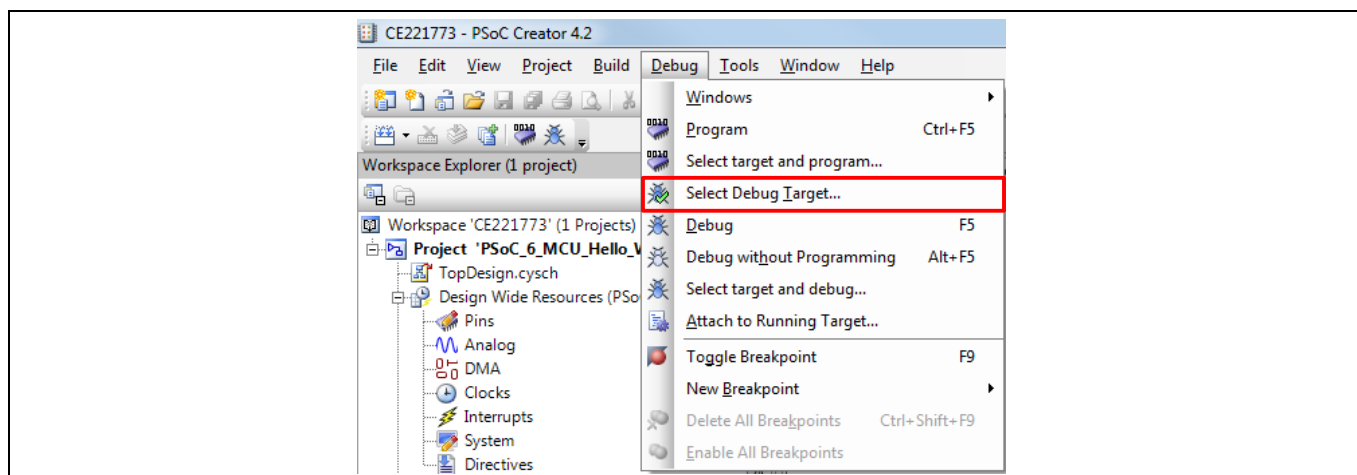 CE221773 - PSoC Creator 4.2
File Edit View Project Build Debug Tools Window Help
Windows
Program Ctrl+F5
Select target and program...
Workspace Explorer (1 project)
Select Debug Target...
Workspace 'CE221773' (1 Projects)
Debug F5
Project 'PSoC_6_MCU_Hello_W
Debug without Programming Alt+F5
TopDesign.cysch
Design Wide Resources (PSo
Select target and debug...
Pins
Attach to Running Target...
Analog
Toggle Breakpoint F9
DMA
New Breakpoint
Clocks
Interrupts
Delete All Breakpoints Ctrl+Shift+F9
System
Enable All Breakpoints
Directives